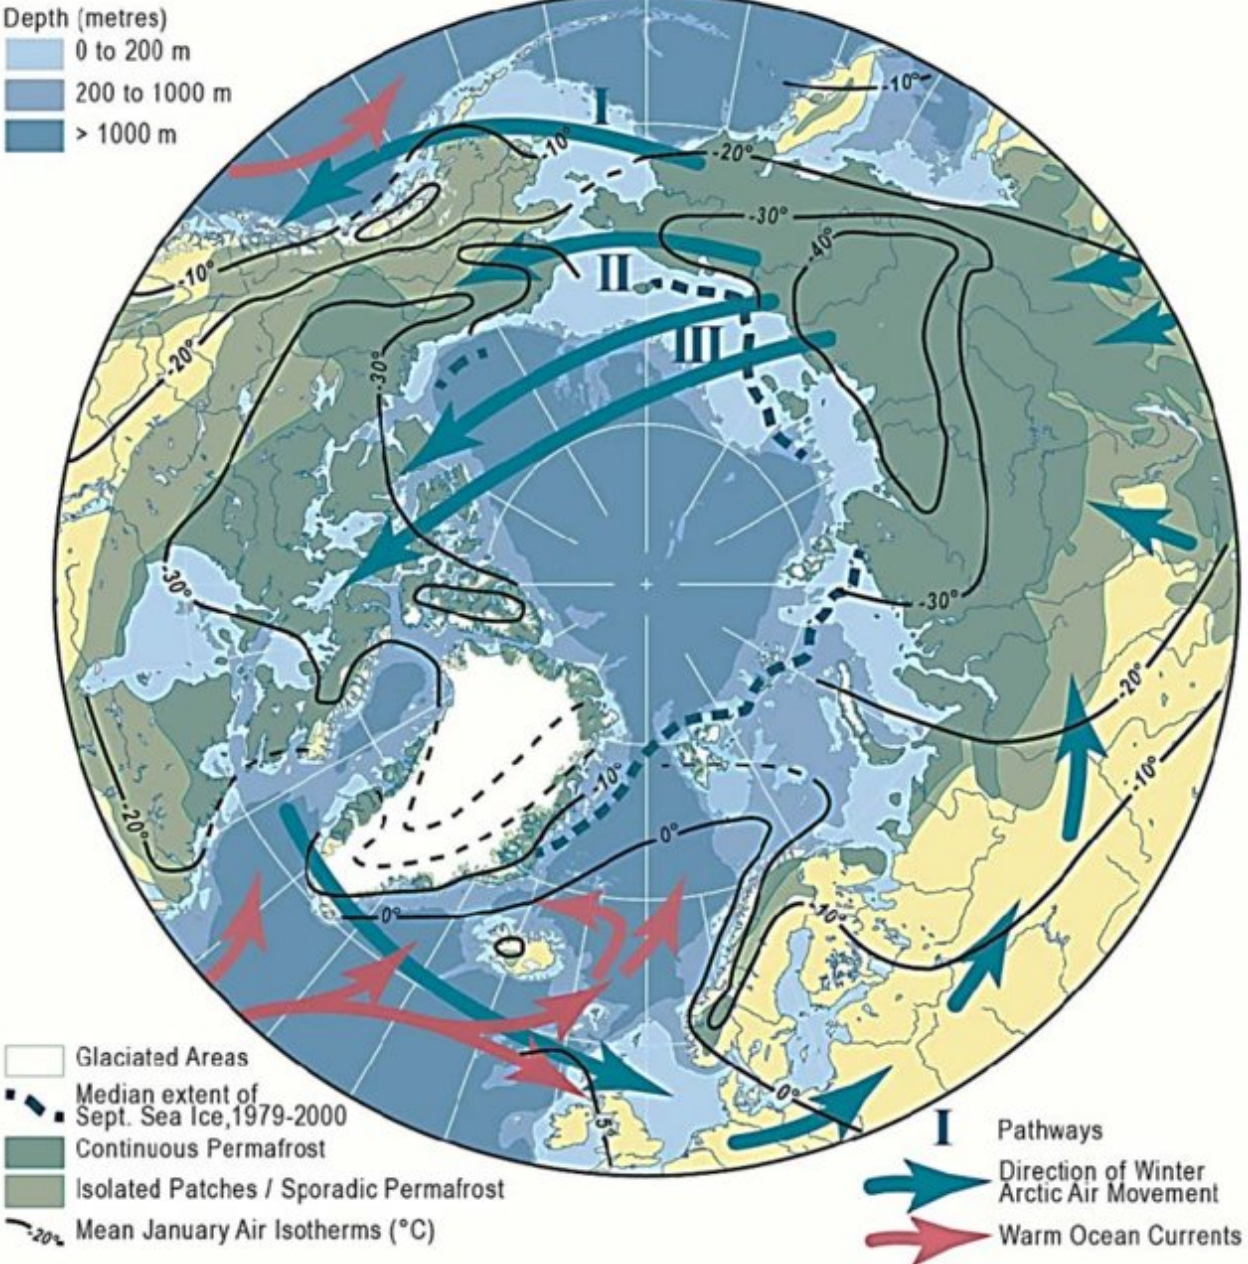 Depth (metres)
0 to 200 m
200 to 1000 m
> 1000 m
I
-10°
-10°
-20°
-30°
-40°
II
-10°
III
-20°
-30°
-30°
-30°
-20°
-10°
-10°
0°
-20°
0°
-10°
0°
5°
Glaciated Areas
Median extent of
Sept. Sea Ice,1979-2000
Continuous Permafrost
Isolated Patches / Sporadic Permafrost
-20°
Mean January Air Isotherms (°C)
I
Pathways
Direction of Winter
Arctic Air Movement
Warm Ocean Currents